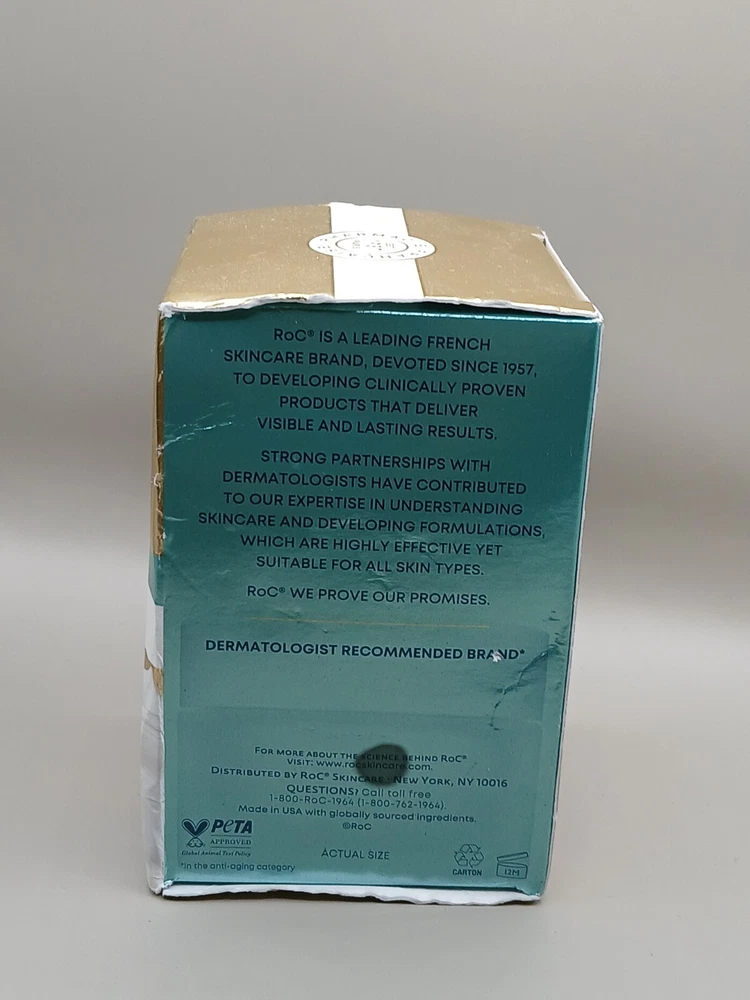 RoC® IS A LEADING FRENCH
SKINCARE BRAND, DEVOTED SINCE 1957,
TO DEVELOPING CLINICALLY PROVEN
PRODUCTS THAT DELIVER
VISIBLE AND LASTING RESULTS.
STRONG PARTNERSHIPS WITH
DERMATOLOGISTS HAVE CONTRIBUTED
TO OUR EXPERTISE IN UNDERSTANDING
SKINCARE AND DEVELOPING FORMULATIONS,
WHICH ARE HIGHLY EFFECTIVE YET
SUITABLE FOR ALL SKIN TYPES.
RoC® WE PROVE OUR PROMISES.
DERMATOLOGIST RECOMMENDED BRAND*
FOR MORE ABOUT THE SCIENCE BEHIND RoC®
VISIT: www.rocskincare.com.
DISTRIBUTED BY RoC® SKINCARE · NEW YORK, NY 10016
QUESTIONS? Call toll free
1-800-RoC-1964 (1-800-762-1964).
Made in USA with globally sourced ingredients.
©RoC
PETA
APPROVED
Global Animal Test Policy
ACTUAL SIZE
CARTON
12M
*In the anti-aging category